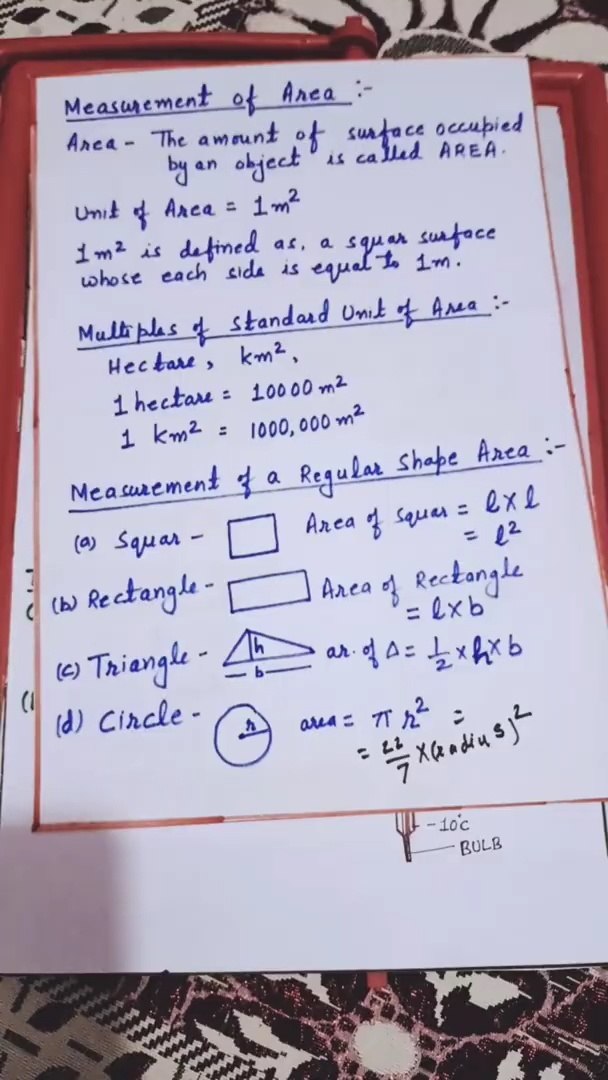 Measurement of Area :-
Area - The amount of surface occupied
by an object is called AREA.
Unit of Area = 1m²
1m² is defined as, a squar surface
whose each side is equal to 1m.
Multiples of standard Unit of Area :-
Hectare, km²,
1 hectare = 10000 m²
1 km² = 1000,000 m²
Measurement of a Regular Shape Area :-
(a) Squar - Area of squar = l x l
= l²
(b) Rectangle - Area of Rectangle
= l x b
(c) Triangle - h b ar. of Δ = 1/2 x h x b
(d) Circle - r area = π r² =
= 22/7 x (radius)²
-10°c
BULB